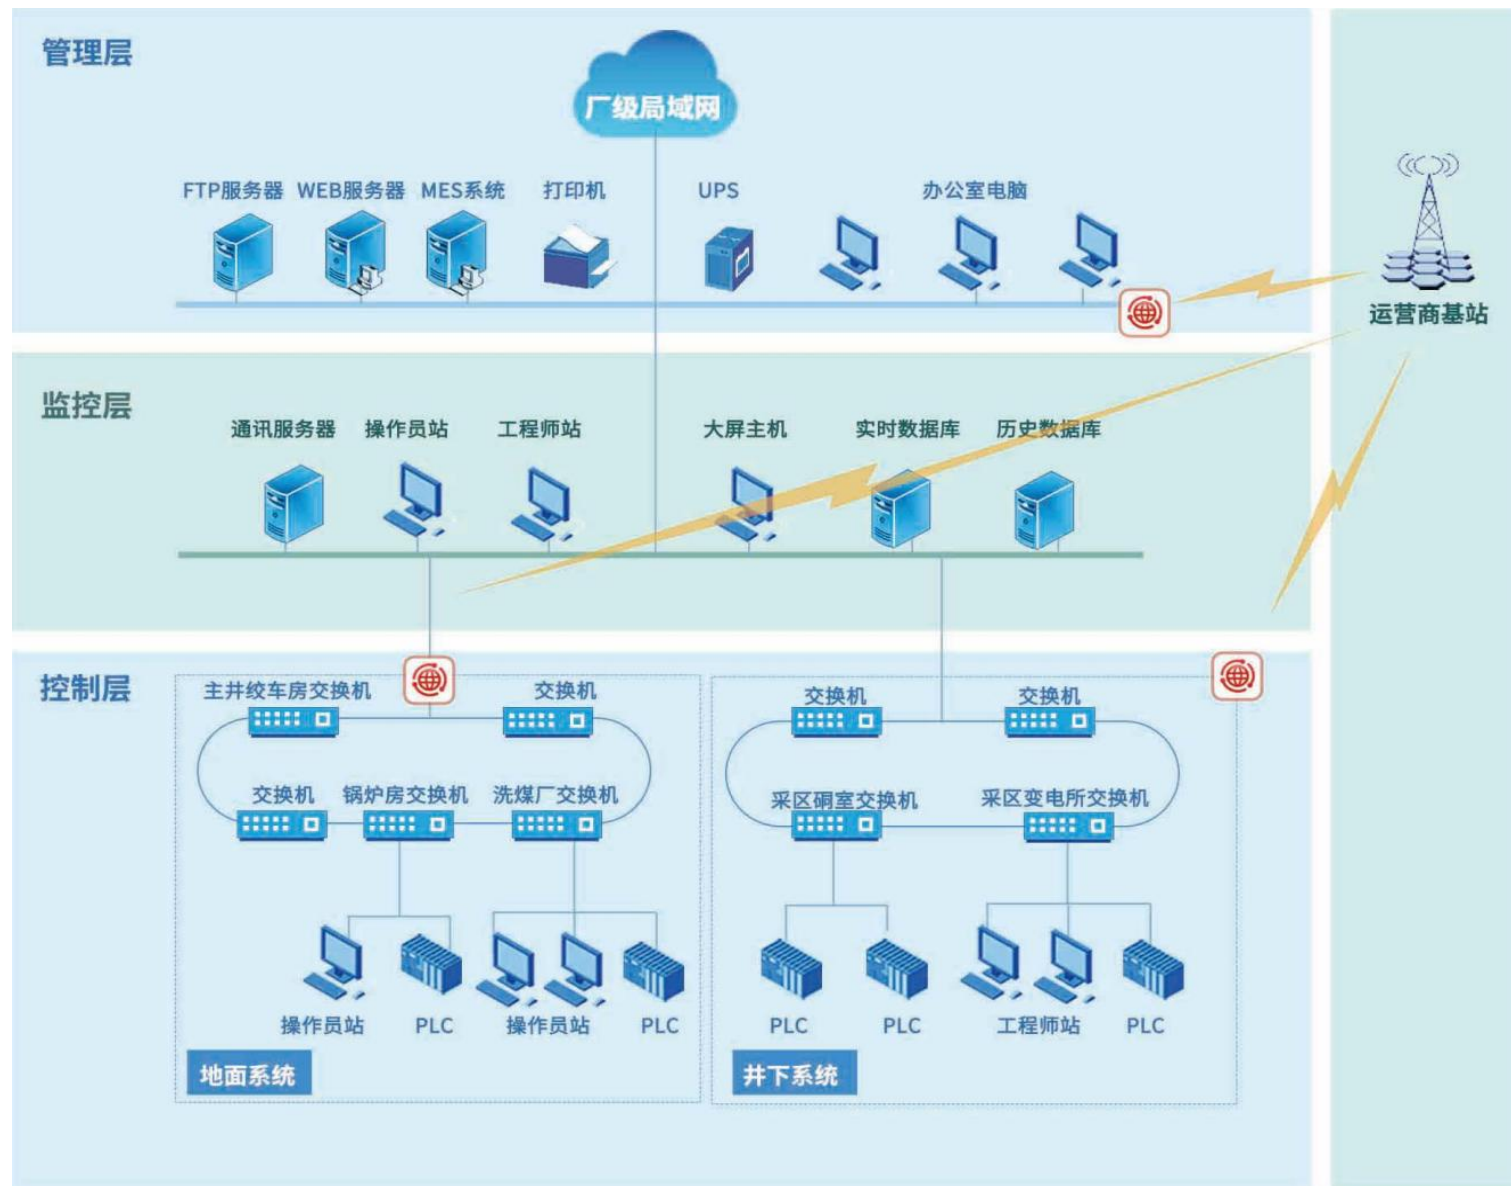 管理层
厂级局域网
FTP服务器 WEB服务器 MES系统 打印机 UPS 办公室电脑
运营商基站
监控层
通讯服务器 操作员站 工程师站 大屏主机 实时数据库 历史数据库
控制层
主井绞车房交换机 交换机 交换机 交换机
交换机 锅炉房交换机 洗煤厂交换机 采区硐室交换机 采区变电所交换机
操作员站 PLC 操作员站 PLC PLC PLC 工程师站 PLC
地面系统 井下系统